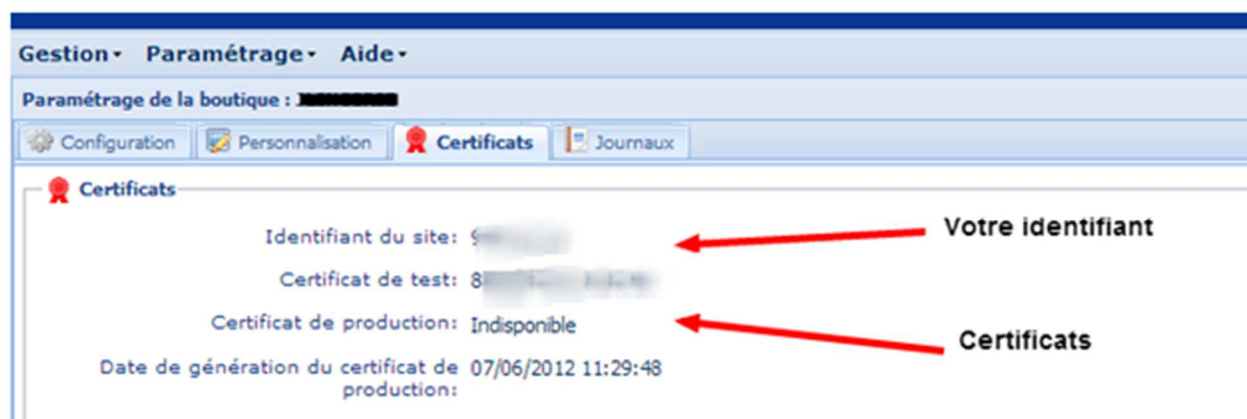 Gestion Paramétrage Aide
Paramétrage de la boutique :
Configuration Personnalisation Certificats Journaux
Certificats
Identifiant du site: Votre identifiant
Certificat de test: 8
Certificat de production: Indisponible
Certificats
Date de génération du certificat de production: 07/06/2012 11:29:48